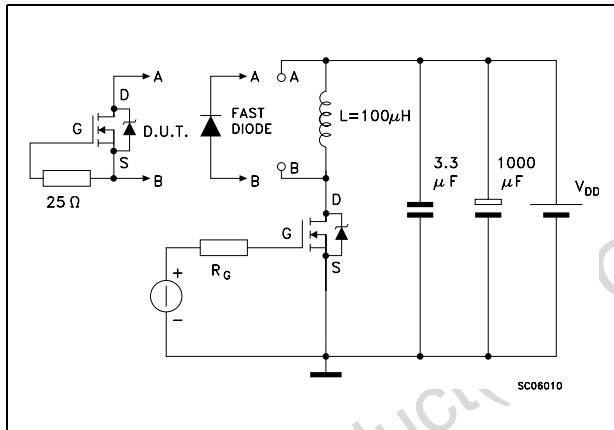 A
A
A
D
G
D.U.T.
S
FAST
DIODE
L=100μH
B
B
B
25 Ω
3.3
μF
1000
μF
VDD
D
G
S
RG
+
-
SC06010